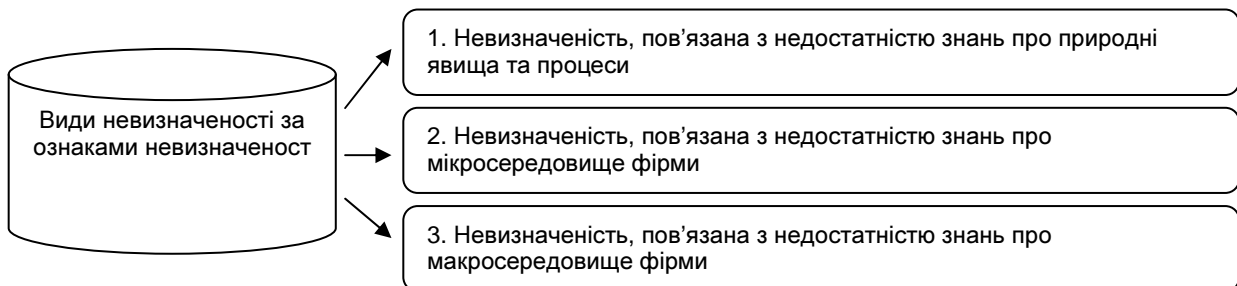 Види невизначеності за
ознаками невизначеност
1. Невизначеність, пов’язана з недостатністю знань про природні
явища та процеси
2. Невизначеність, пов’язана з недостатністю знань про
мікросередовище фірми
3. Невизначеність, пов’язана з недостатністю знань про
макросередовище фірми